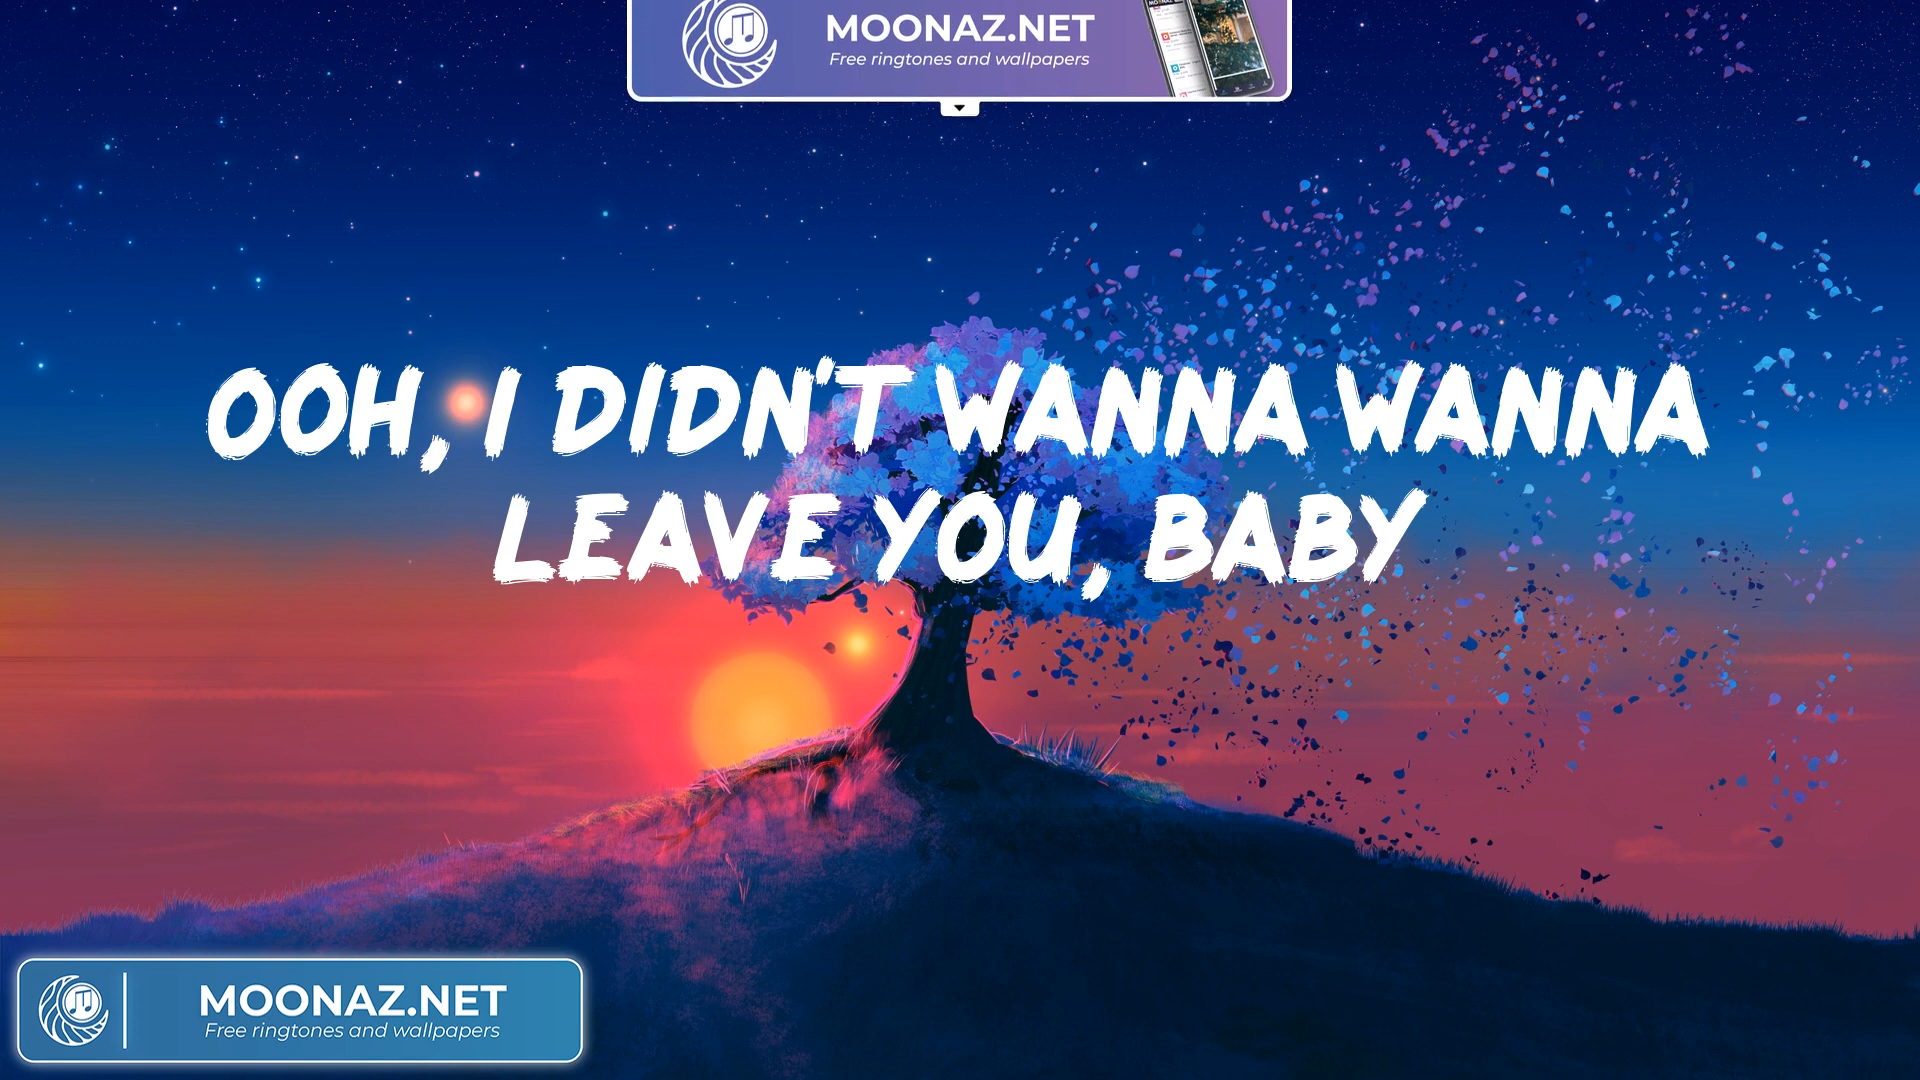 MOONAZ.NET
Free ringtones and wallpapers
OOH, I DIDN'T WANNA WANNA
LEAVE YOU, BABY
MOONAZ.NET
Free ringtones and wallpapers